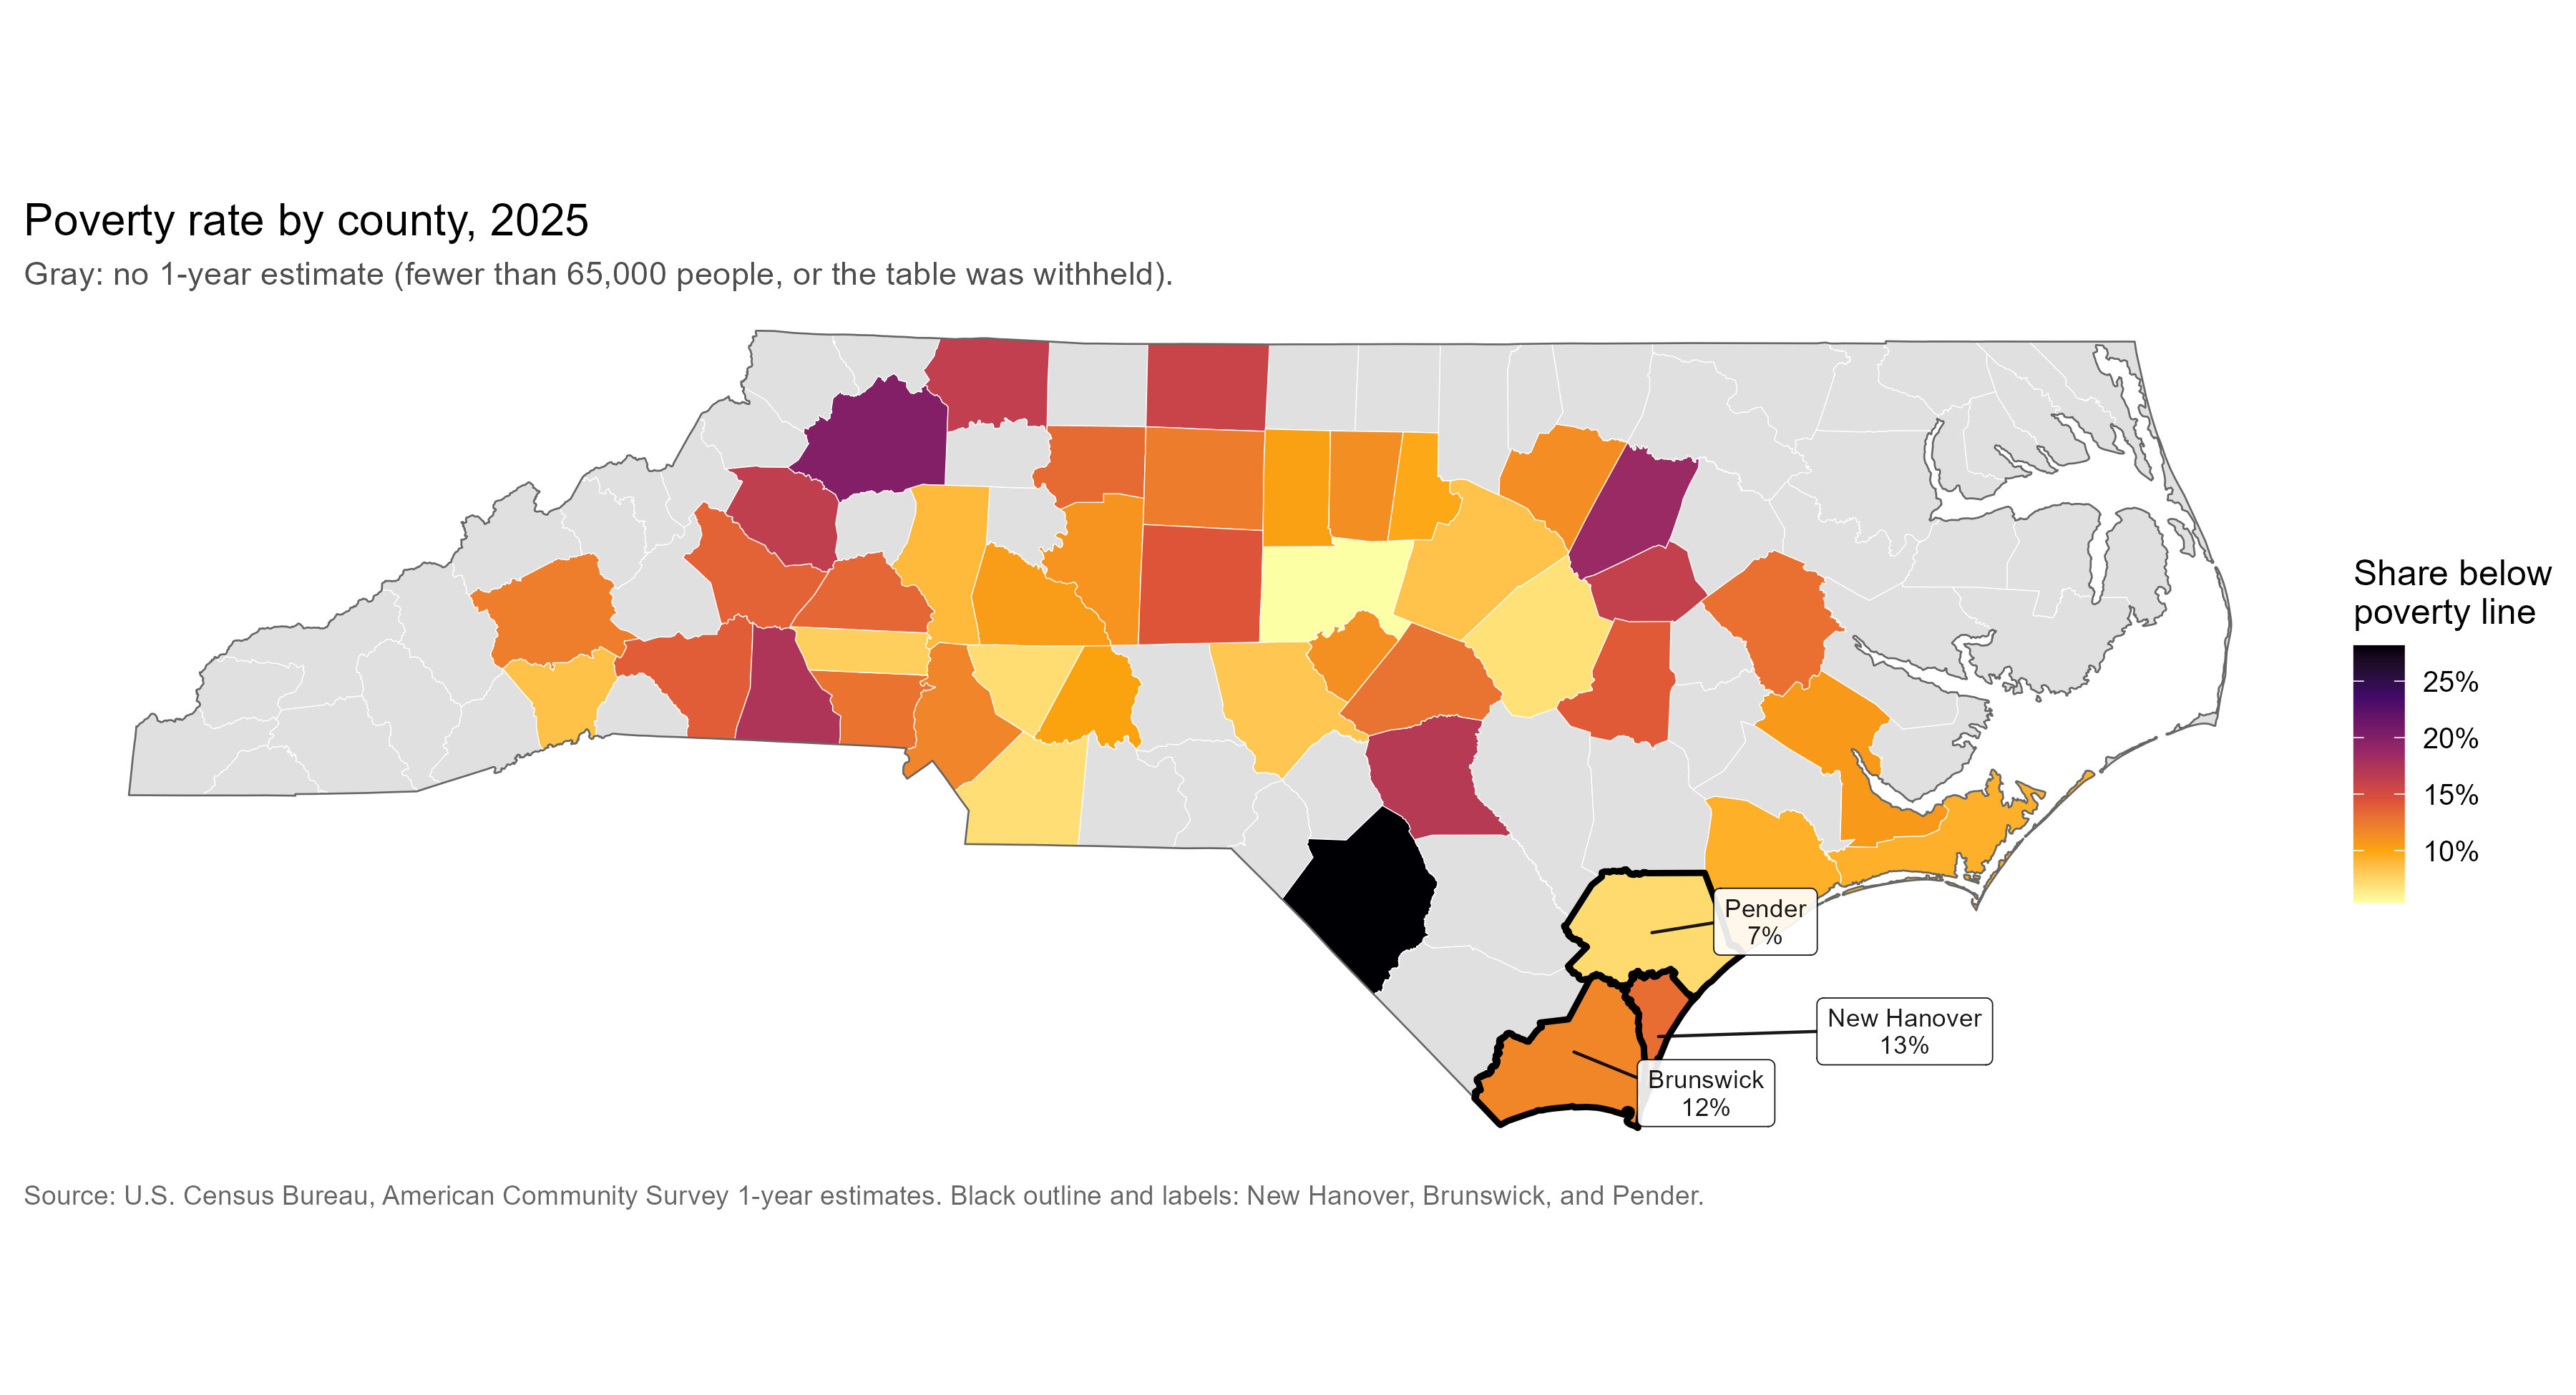 Poverty rate by county, 2025
Gray: no 1-year estimate (fewer than 65,000 people, or the table was withheld).
Share below
poverty line
25%
20%
15%
10%
Pender
7%
New Hanover
13%
Brunswick
12%
Source: U.S. Census Bureau, American Community Survey 1-year estimates. Black outline and labels: New Hanover, Brunswick, and Pender.